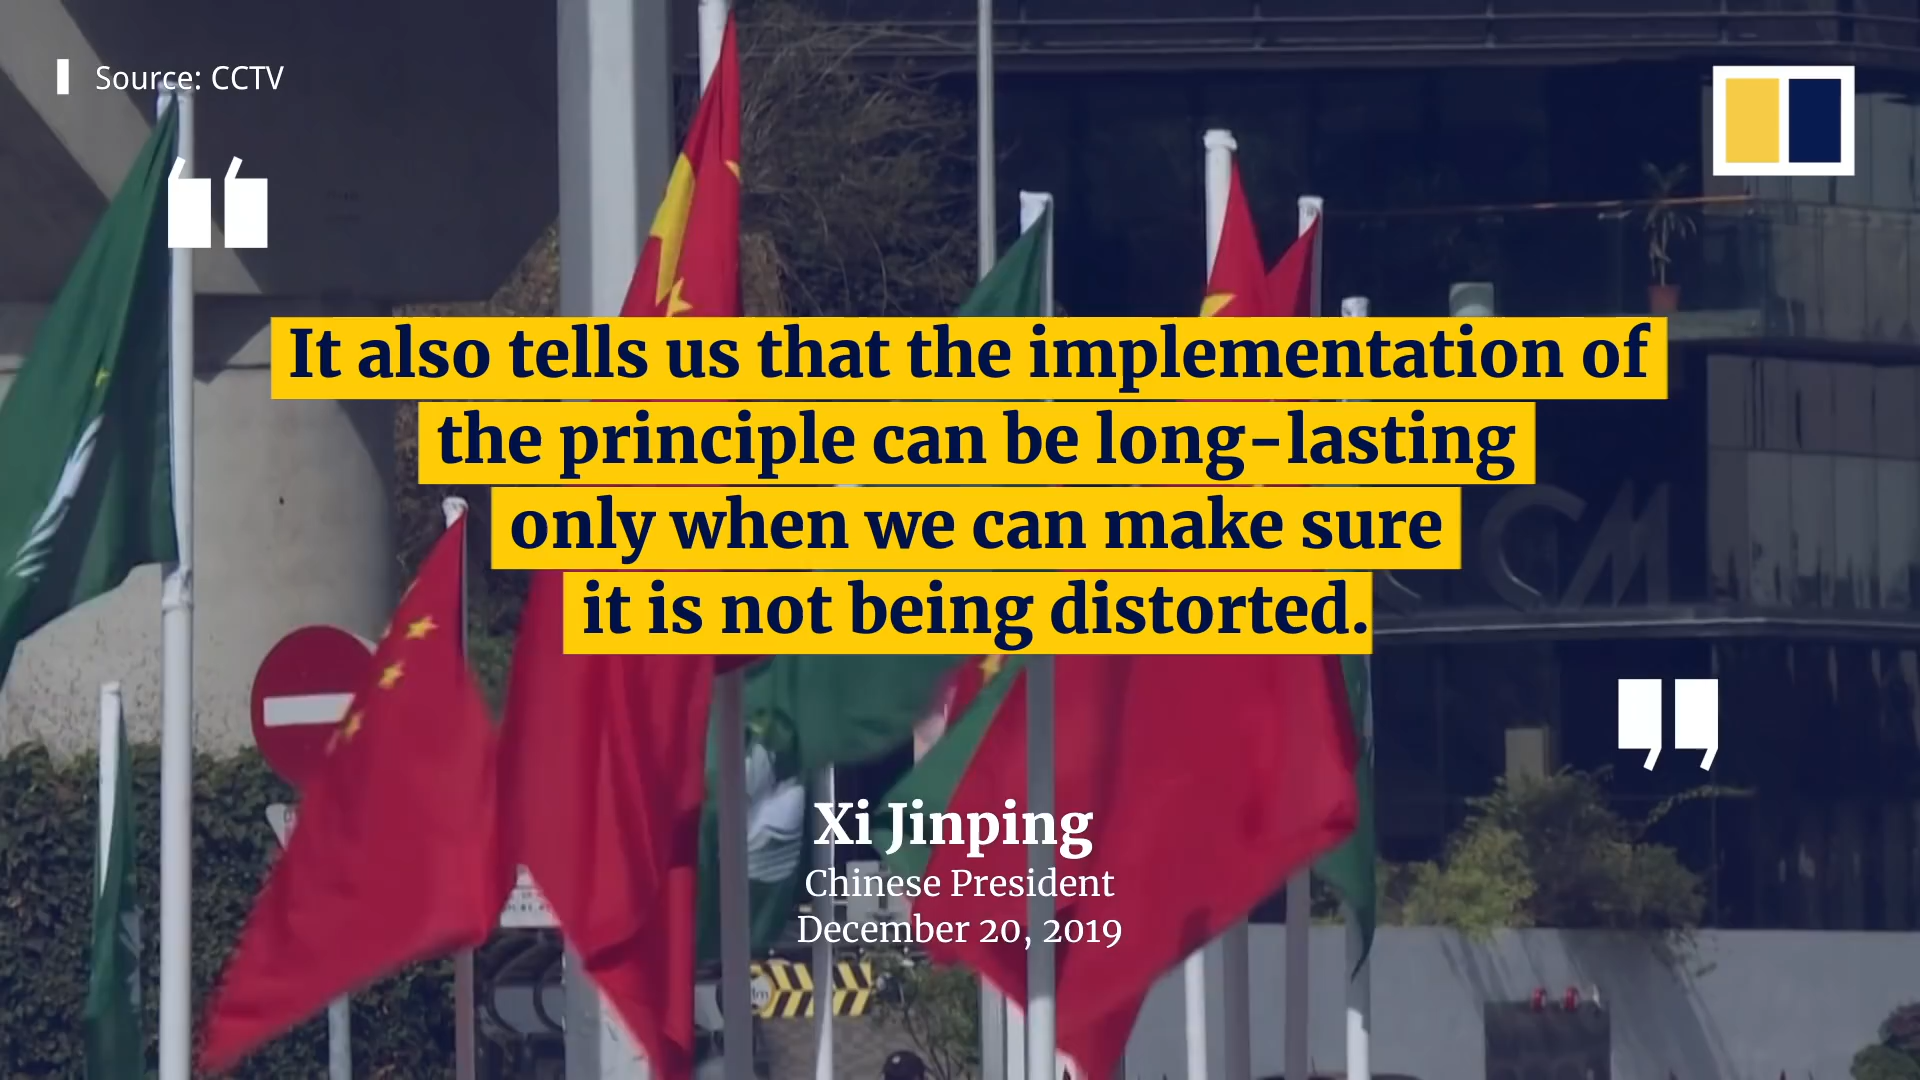 Source: CCTV
“
It also tells us that the implementation of
the principle can be long-lasting
only when we can make sure
it is not being distorted.
”
Xi Jinping
Chinese President
December 20, 2019
CM